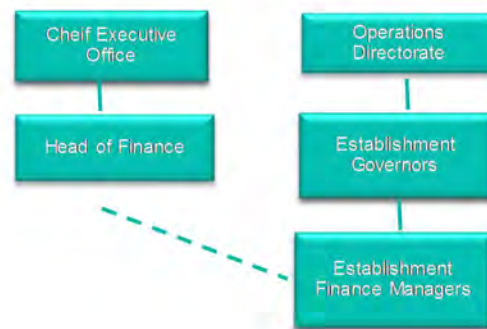 Cheif Executive
Office
Head of Finance
Operations
Directorate
Establishment
Governors
Establishment
Finance Managers